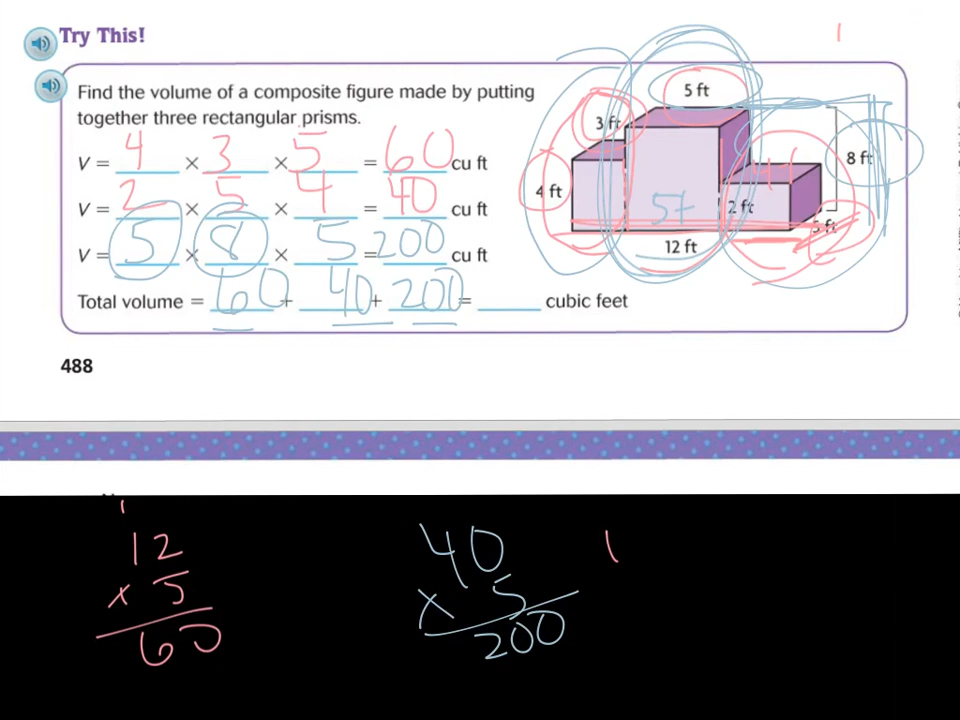 Try This!
Find the volume of a composite figure made by putting
together three rectangular prisms.
V = 4 × 3 × 5 = 60 cu ft
V = 2 × 5 × 4 = 40 cu ft
V = 5 × 8 × 5 = 200 cu ft
Total volume = 60 + 40 + 200 = ____ cubic feet
5 ft
3 ft
4 ft
8 ft
2 ft
5 ft
12 ft
488
1
12
x 5
60
40
x 5
200